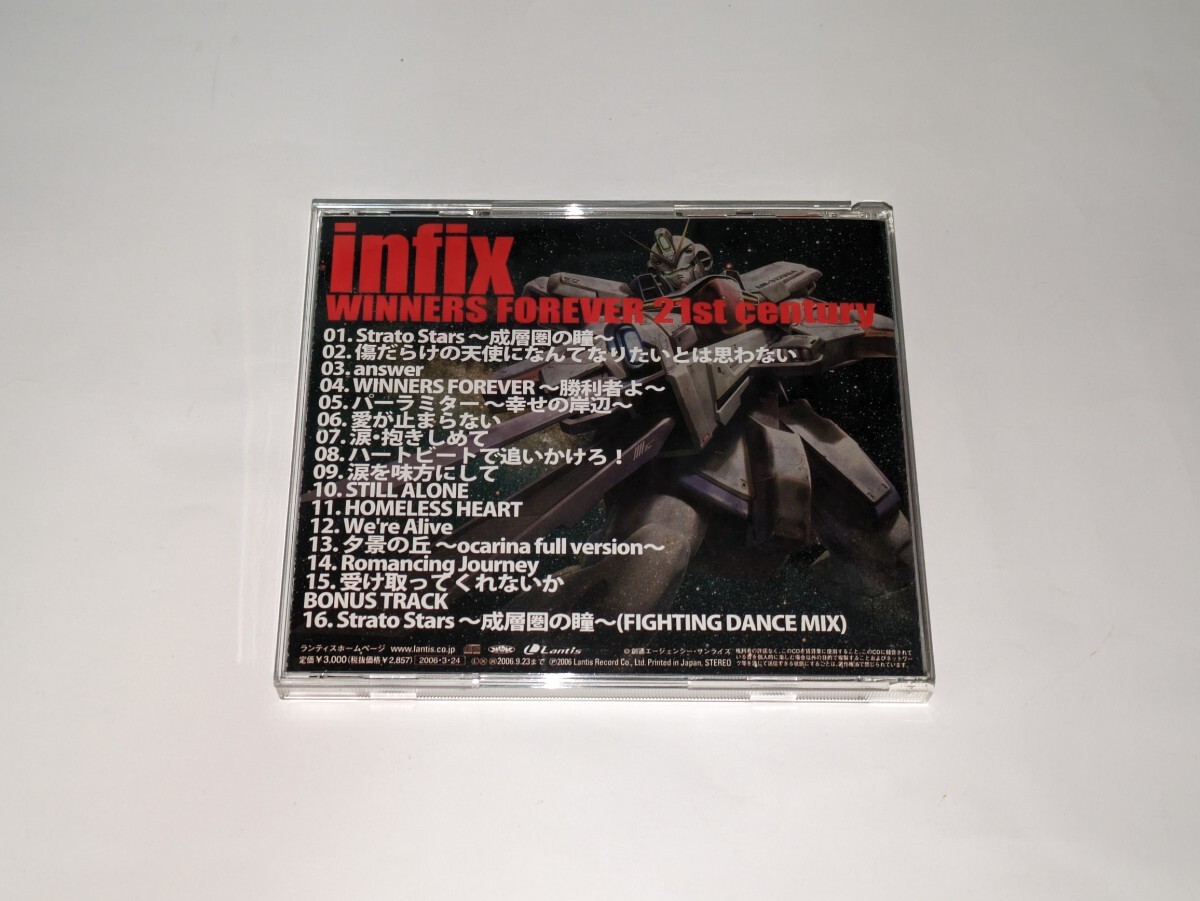 infix
WINNERS FOREVER 21st century
01. Strato Stars ～成層圏の瞳～
02. 傷だらけの天使になんてなりたいとは思わない
03. answer
04. WINNERS FOREVER ～勝利者よ～
05. パーラミター ～幸せの岸辺～
06. 愛が止まらない
07. 涙・抱きしめて
08. ハートビートで追いかけろ！
09. 涙を味方にして
10. STILL ALONE
11. HOMELESS HEART
12. We're Alive
13. 夕景の丘 ～ocarina full version～
14. Romancing Journey
15. 受け取ってくれないか
BONUS TRACK
16. Strato Stars ～成層圏の瞳～(FIGHTING DANCE MIX)
ランティスホームページ www.lantis.co.jp Lantis © 創通エージェンシー・サンライズ
定価￥3,000(税抜価格￥2,857) 2006・3・24 2006.9.23まで ℗2006 Lantis Record Co., Ltd. Printed in Japan, STEREO